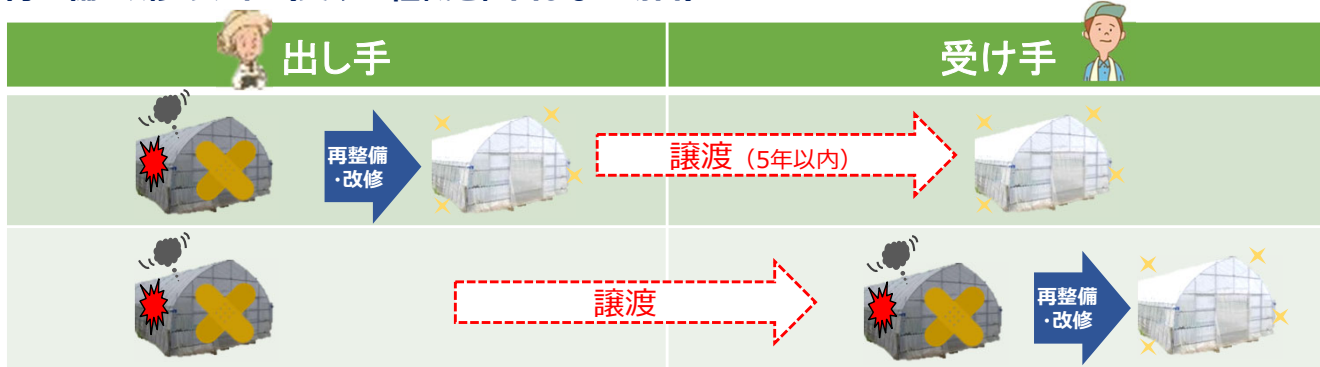 出し手
受け手
再整備
・改修
譲渡（5年以内）
譲渡
再整備
・改修